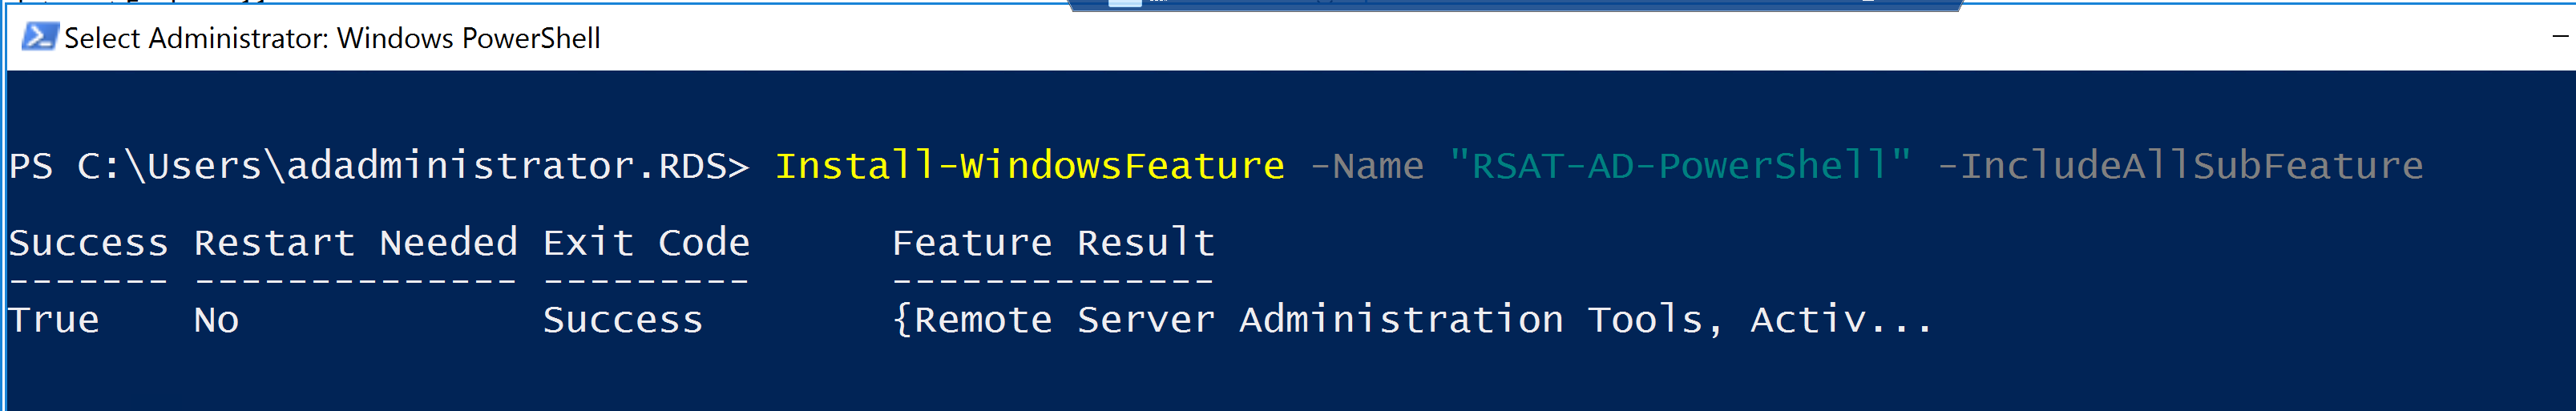 Select Administrator: Windows PowerShell
PS C:\Users\adadministrator.RDS> Install-WindowsFeature -Name "RSAT-AD-PowerShell" -IncludeAllSubFeature
Success Restart Needed Exit Code      Feature Result
------- -------------- ---------      --------------
True    No             Success        {Remote Server Administration Tools, Activ...